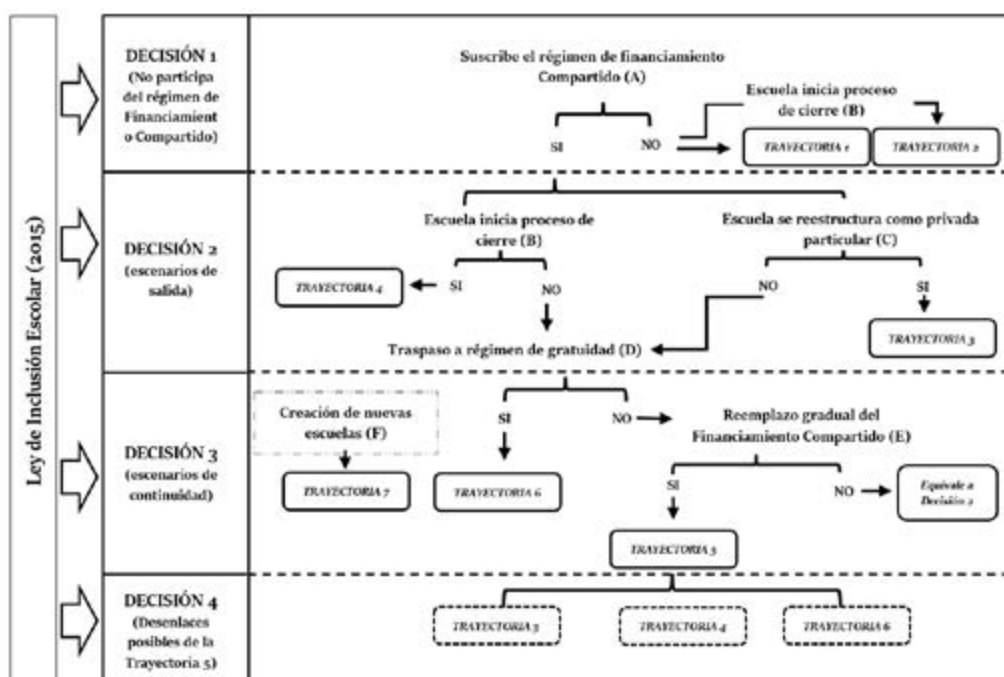 Ley de Inclusión Escolar (2015)
DECISIÓN 1
(No participa
del régimen de
Financiamient
o Compartido)
Suscribe el régimen de financiamiento
Compartido (A)
SI
NO
Escuela inicia proceso
de cierre (B)
TRAYECTORIA 1
TRAYECTORIA 2
DECISIÓN 2
(escenarios de
salida)
Escuela inicia proceso de
cierre (B)
Escuela se reestructura como privada
particular (C)
TRAYECTORIA 4
SI
NO
NO
SI
TRAYECTORIA 3
Traspaso a régimen de gratuidad (D)
DECISIÓN 3
(escenarios de
continuidad)
Creación de nuevas
escuelas (F)
SI
NO
Reemplazo gradual del
Financiamiento Compartido (E)
TRAYECTORIA 7
TRAYECTORIA 6
SI
NO
Equivale a
Decisión 2
TRAYECTORIA 5
DECISIÓN 4
(Desenlaces
posibles de la
Trayectoria 5)
TRAYECTORIA 3
TRAYECTORIA 4
TRAYECTORIA 6